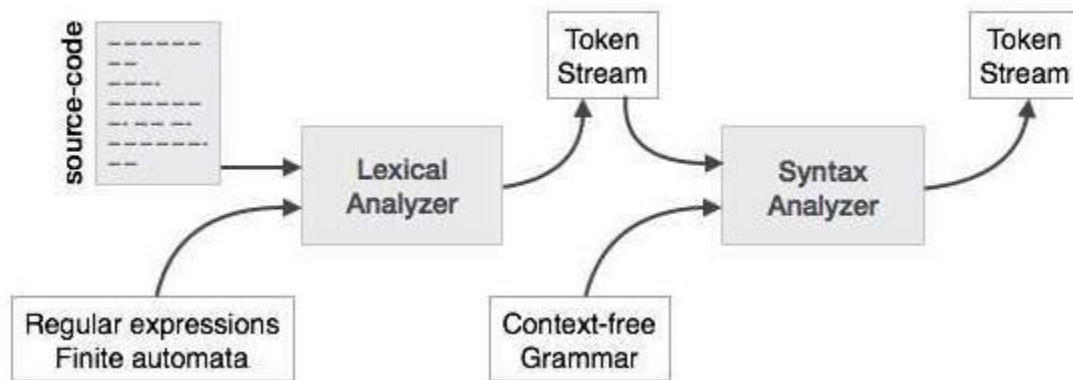 source-code
Token
Stream
Token
Stream
Lexical
Analyzer
Syntax
Analyzer
Regular expressions
Finite automata
Context-free
Grammar